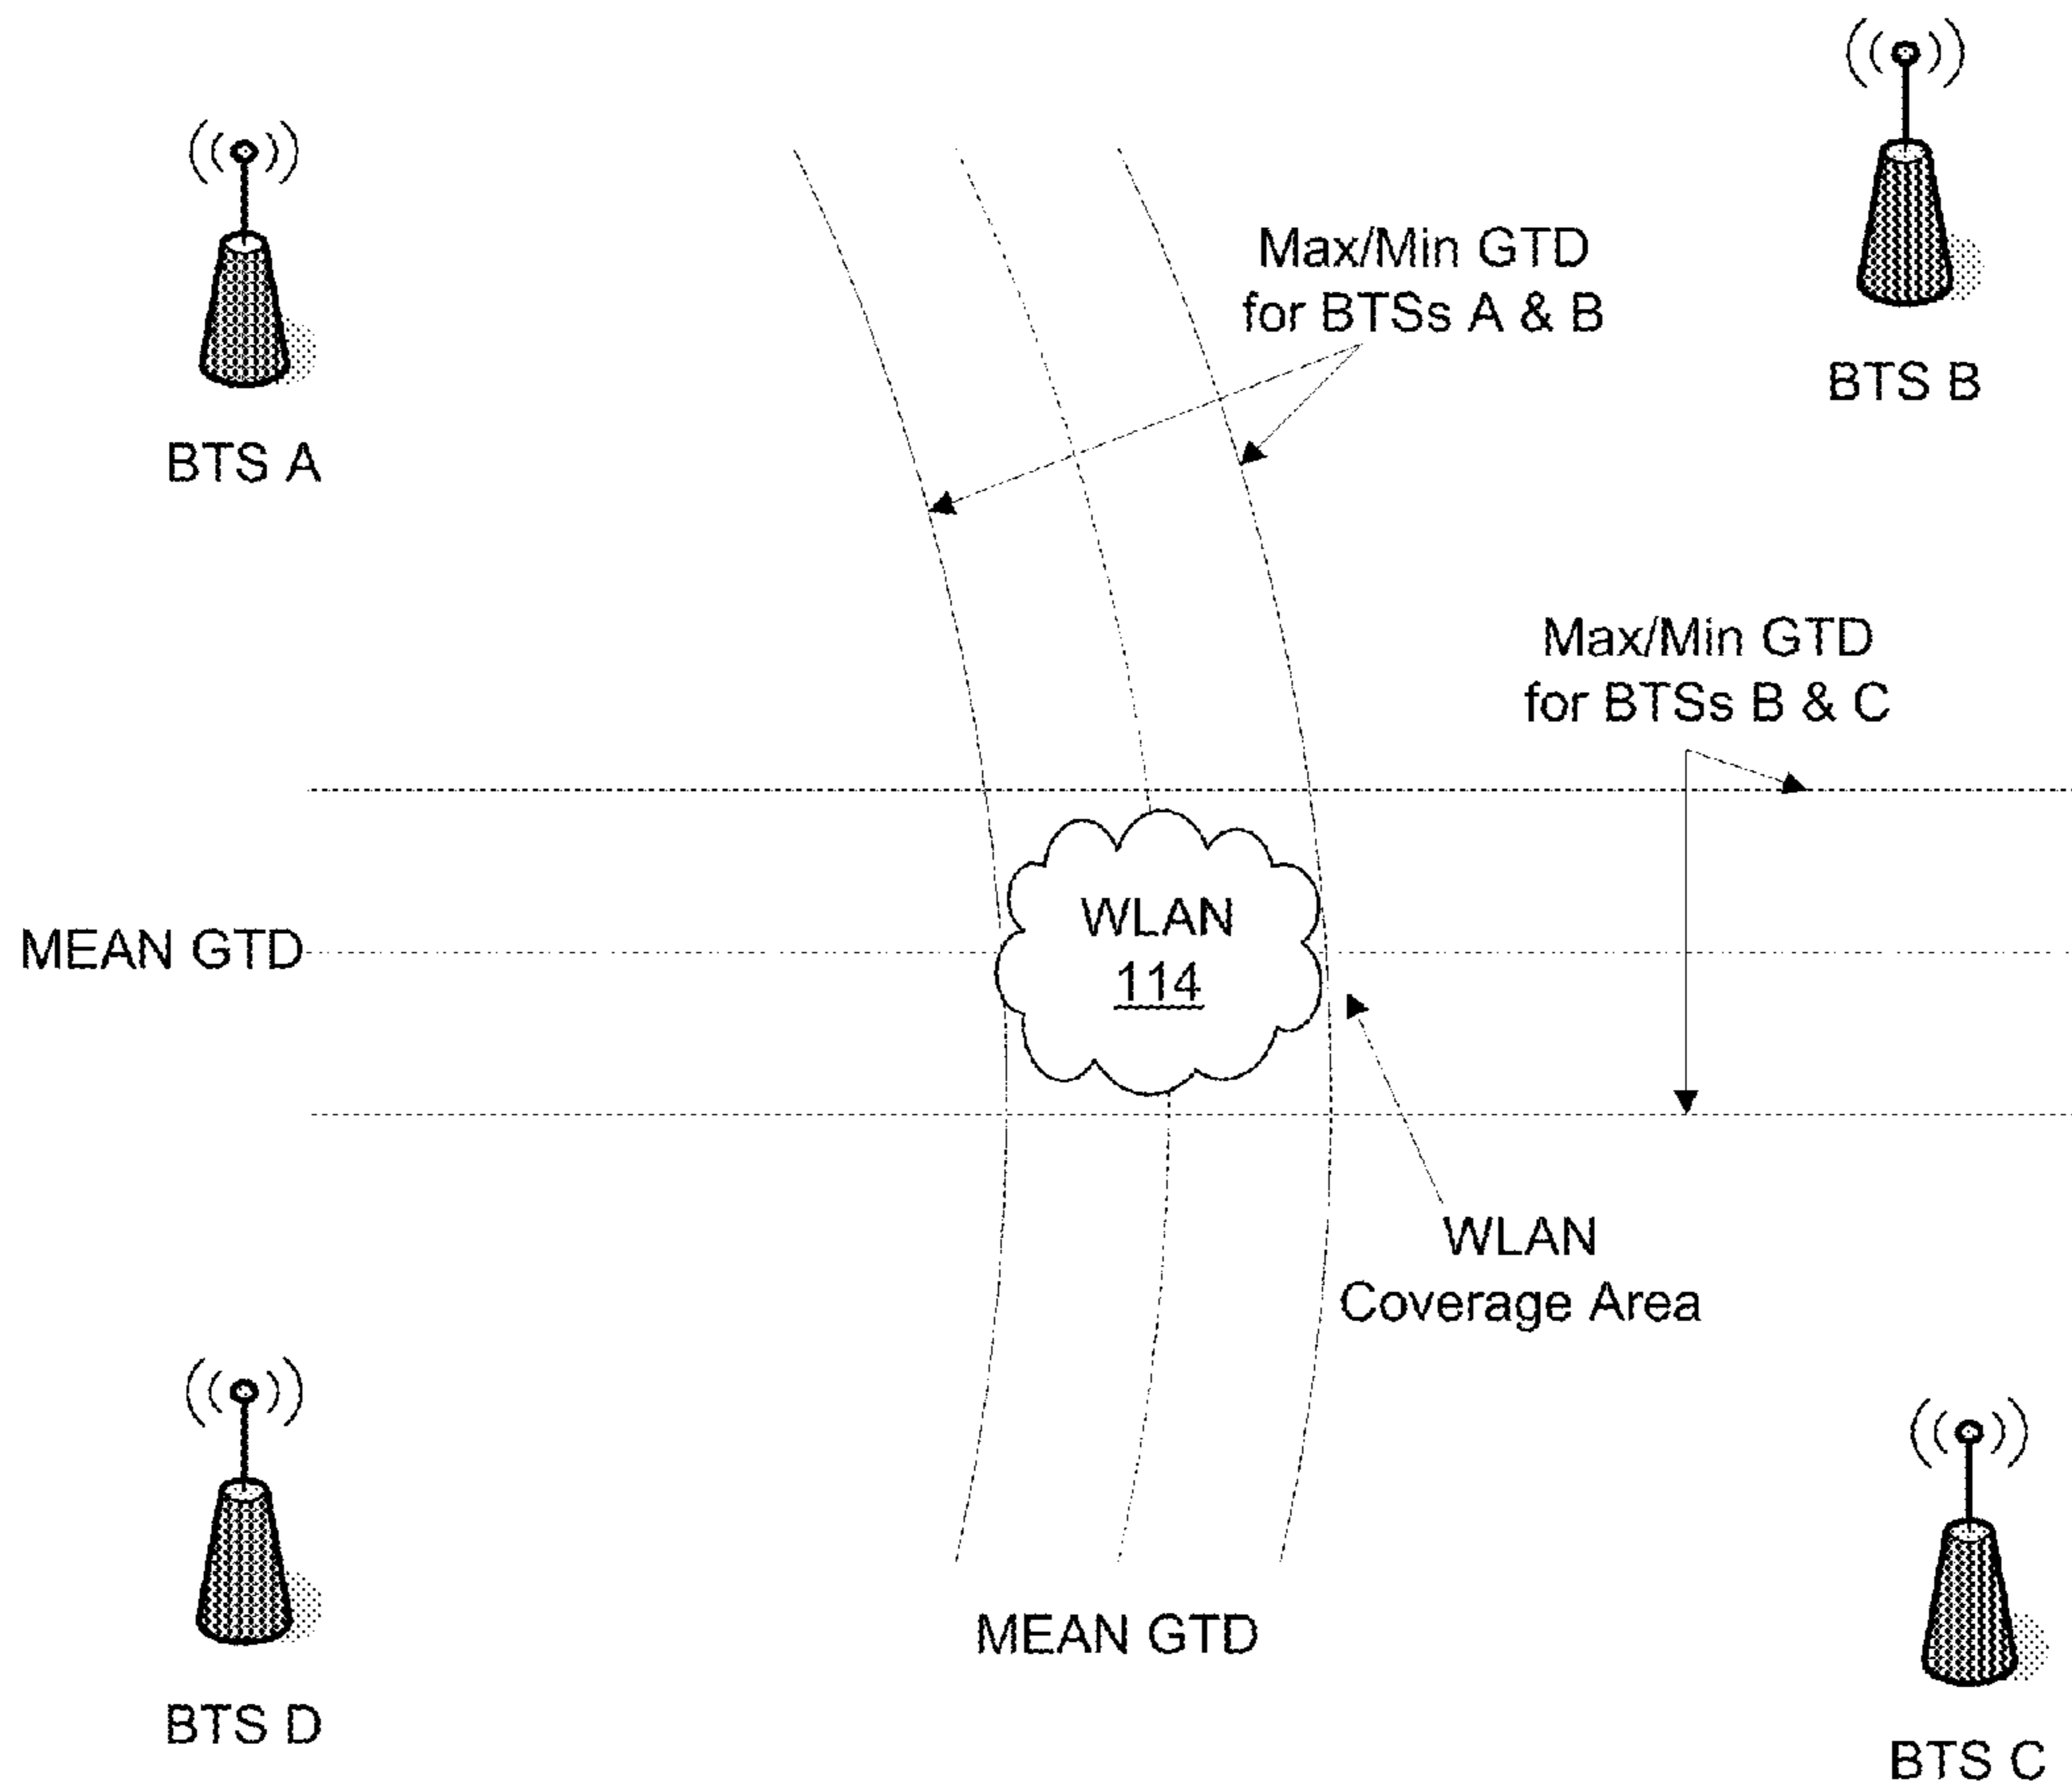 Max/Min GTD
for BTSs A & B
BTS B
BTS A
Max/Min GTD
for BTSs B & C
WLAN
114
MEAN GTD
WLAN
Coverage Area
MEAN GTD
BTS D
BTS C